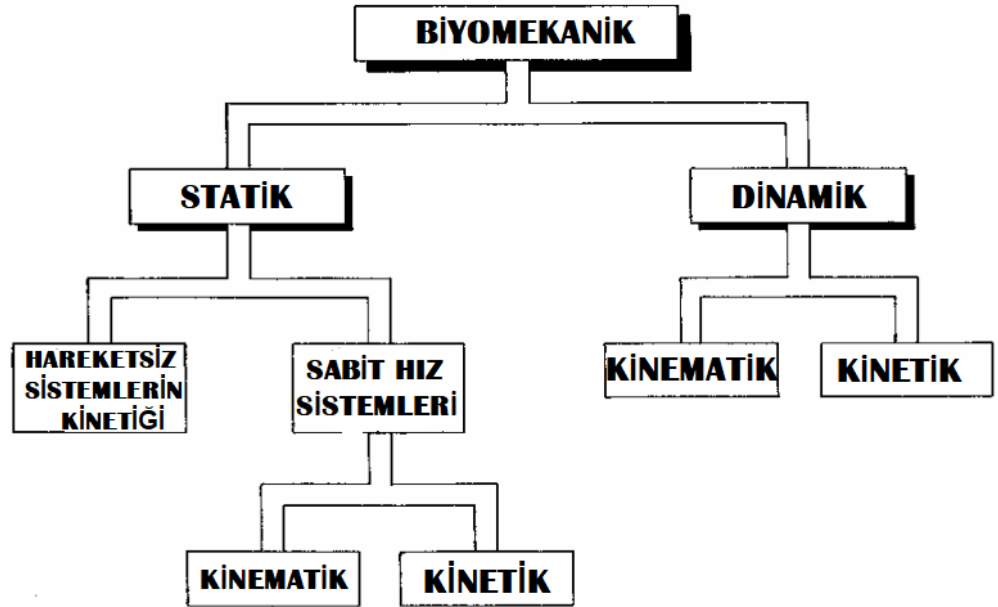 BİYOMEKANİK
STATİK
DİNAMİK
HAREKETSİZ
SİSTEMLERİN
KİNETİĞİ
SABİT HIZ
SİSTEMLERİ
KİNEMATİK
KİNETİK
KİNEMATİK
KİNETİK